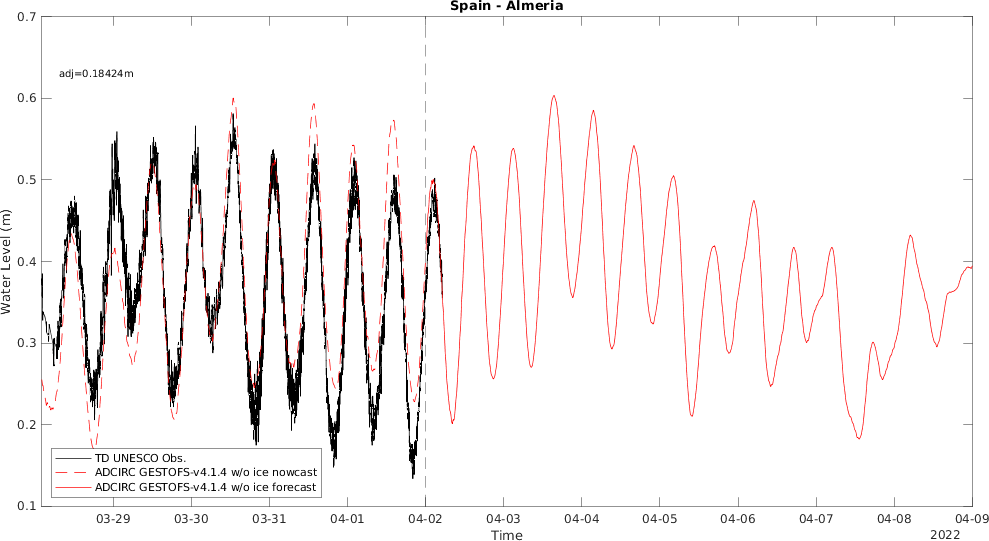 Spain - Almeria
0.7
adj=0.18424m
0.6
0.5
0.4
0.3
0.2
0.1
Water Level (m)
TD UNESCO Obs.
ADCIRC GESTOFS-v4.1.4 w/o ice nowcast
ADCIRC GESTOFS-v4.1.4 w/o ice forecast
03-29 03-30 03-31 04-01 04-02 04-03 04-04 04-05 04-06 04-07 04-08 04-09
Time
2022